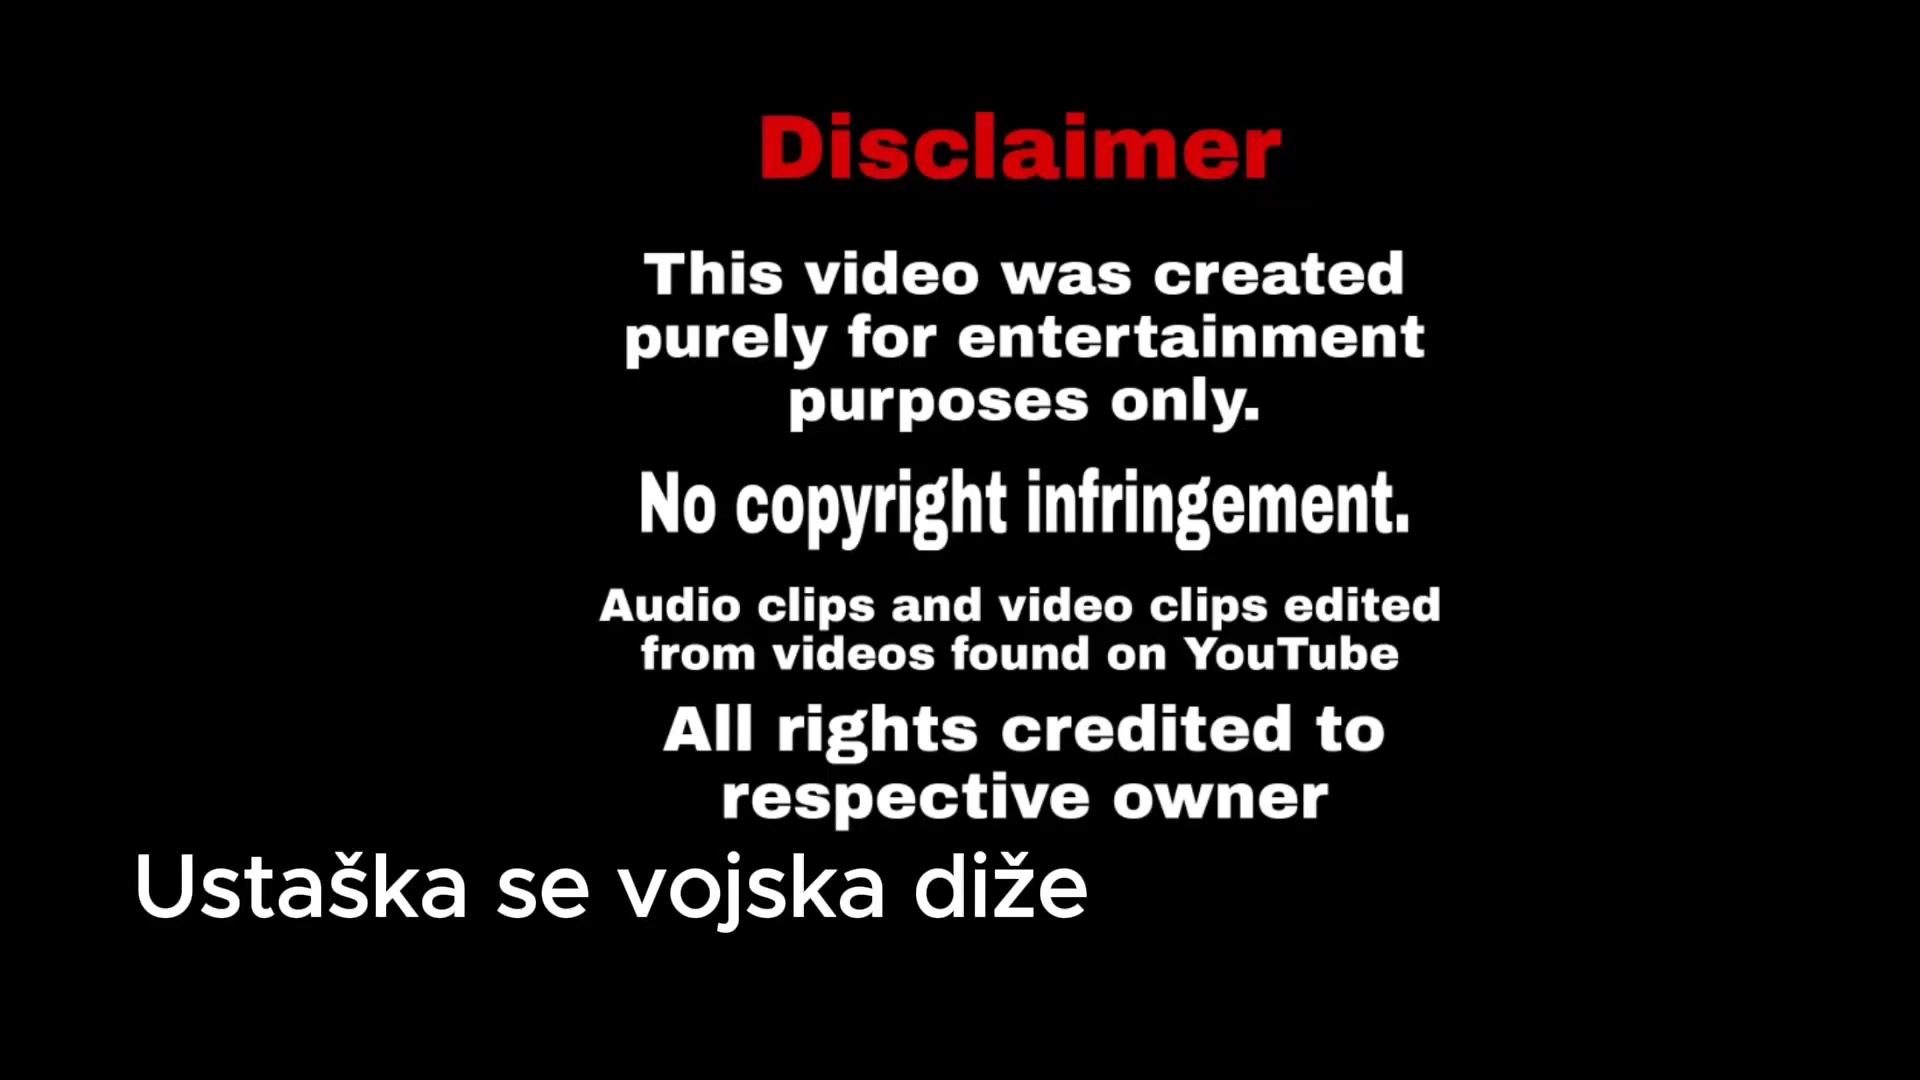 Disclaimer
This video was created
purely for entertainment
purposes only.
No copyright infringement.
Audio clips and video clips edited
from videos found on YouTube
All rights credited to
respective owner
Ustaška se vojska diže